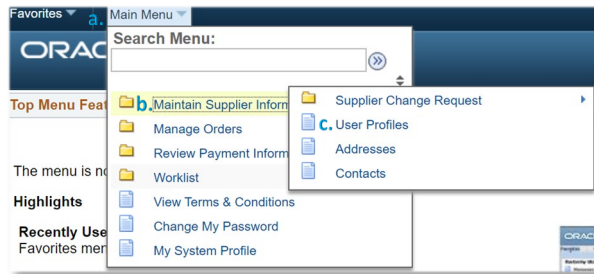 Favorites a. Main Menu
ORAC
Search Menu:
Top Menu Feat
b. Maintain Supplier Inform
Manage Orders
Review Payment Inform
Worklist
View Terms & Conditions
Change My Password
My System Profile
Supplier Change Request
c. User Profiles
Addresses
Contacts
The menu is no
Highlights
Recently Use
Favorites men
ORAC